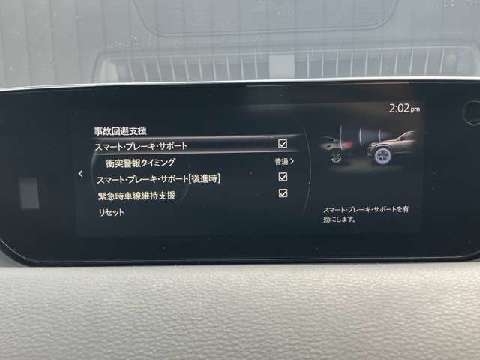 2:02 pm
事故回避支援
スマート・ブレーキ・サポート
衝突警報タイミング 普通
スマート・ブレーキ・サポート[後進時]
緊急時車線維持支援
リセット
スマート・ブレーキ・サポートを有
効にします。